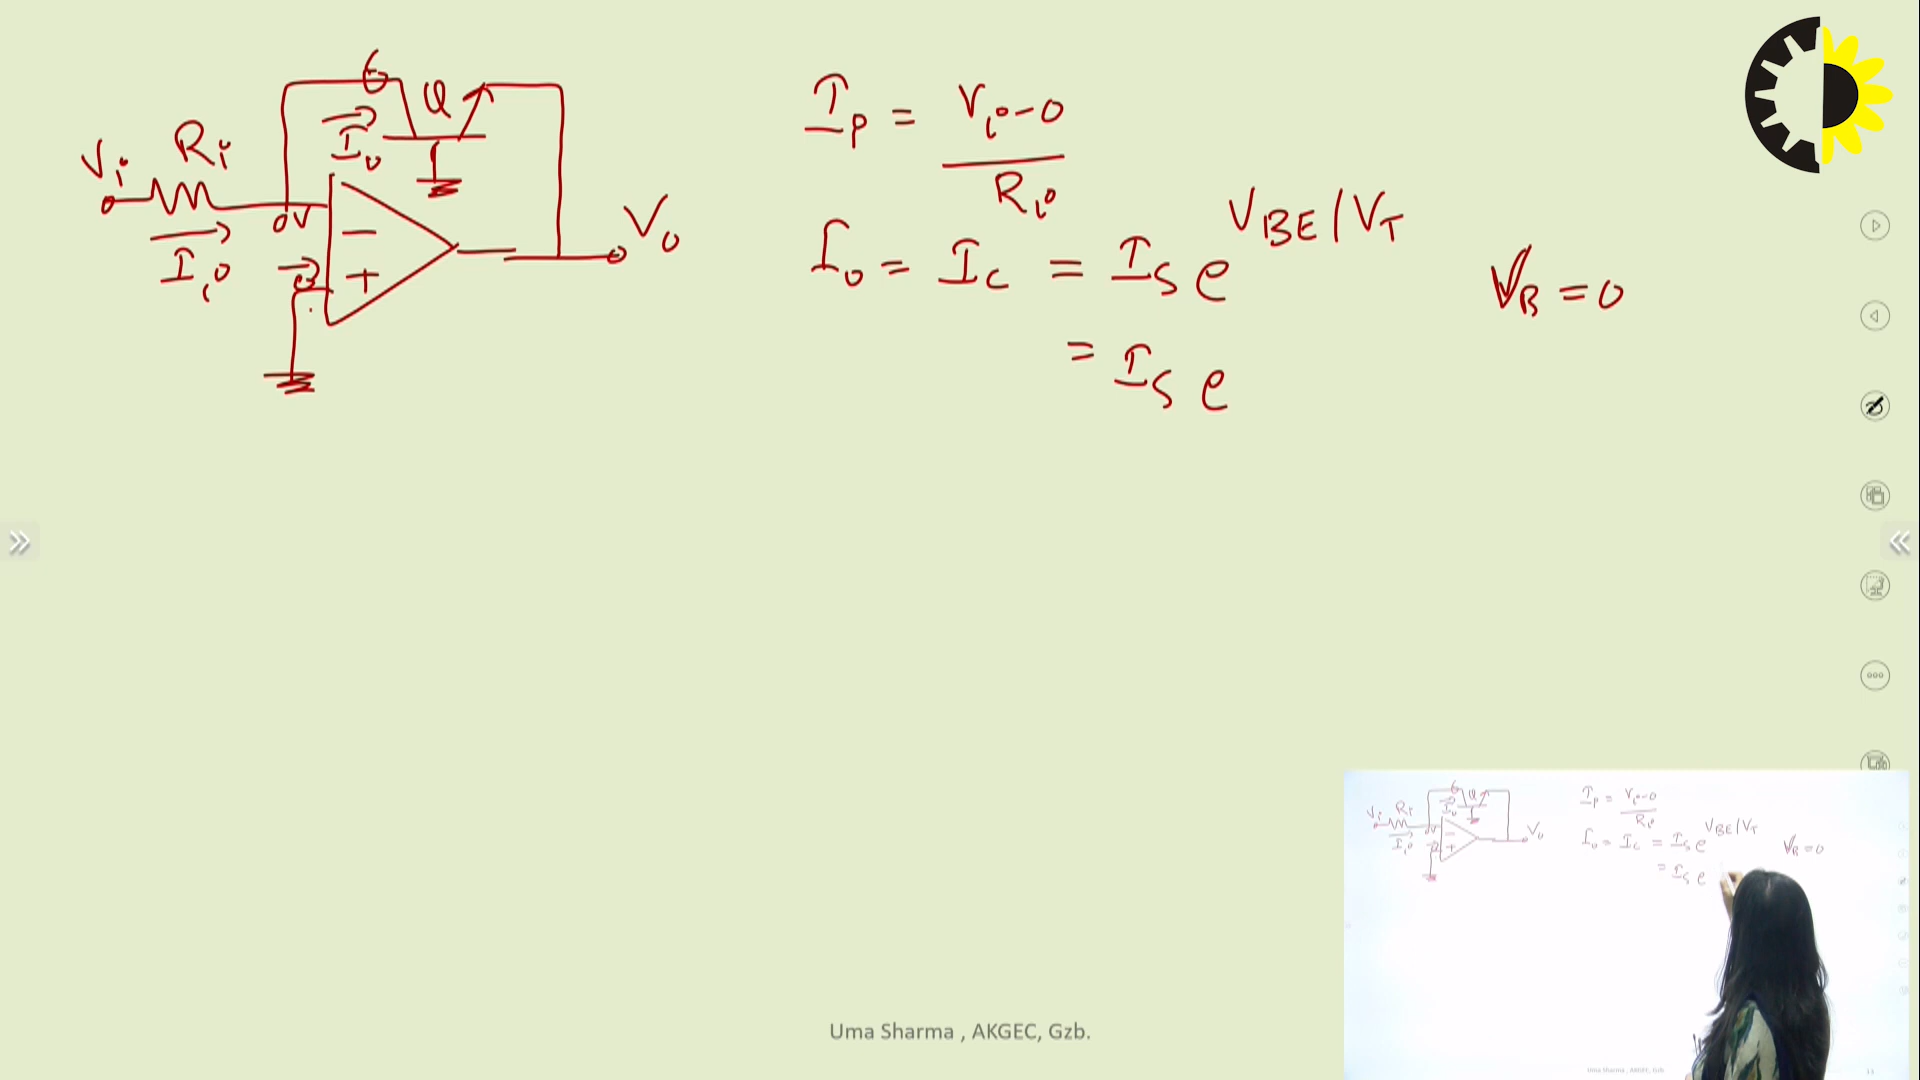 Vi Ri
0V
Ii
Io
Q
- 
+
Vo
Ii = Vi-0 / Ri
Io = Ic = Is e VBE/VT
VB = 0
= Is e
Uma Sharma , AKGEC, Gzb.